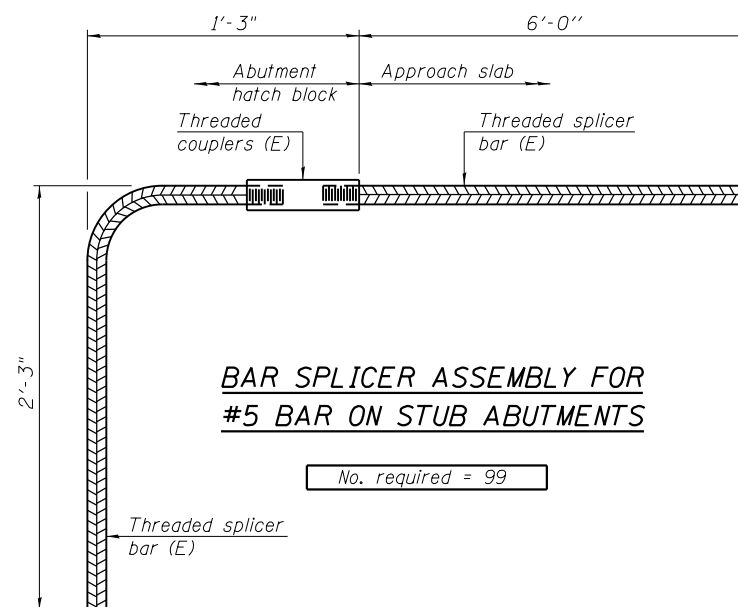 1'-3"
6'-0''
Abutment
hatch block
Approach slab
Threaded
couplers (E)
Threaded splicer
bar (E)
2'-3"
BAR SPLICER ASSEMBLY FOR
#5 BAR ON STUB ABUTMENTS
No. required = 99
Threaded splicer
bar (E)